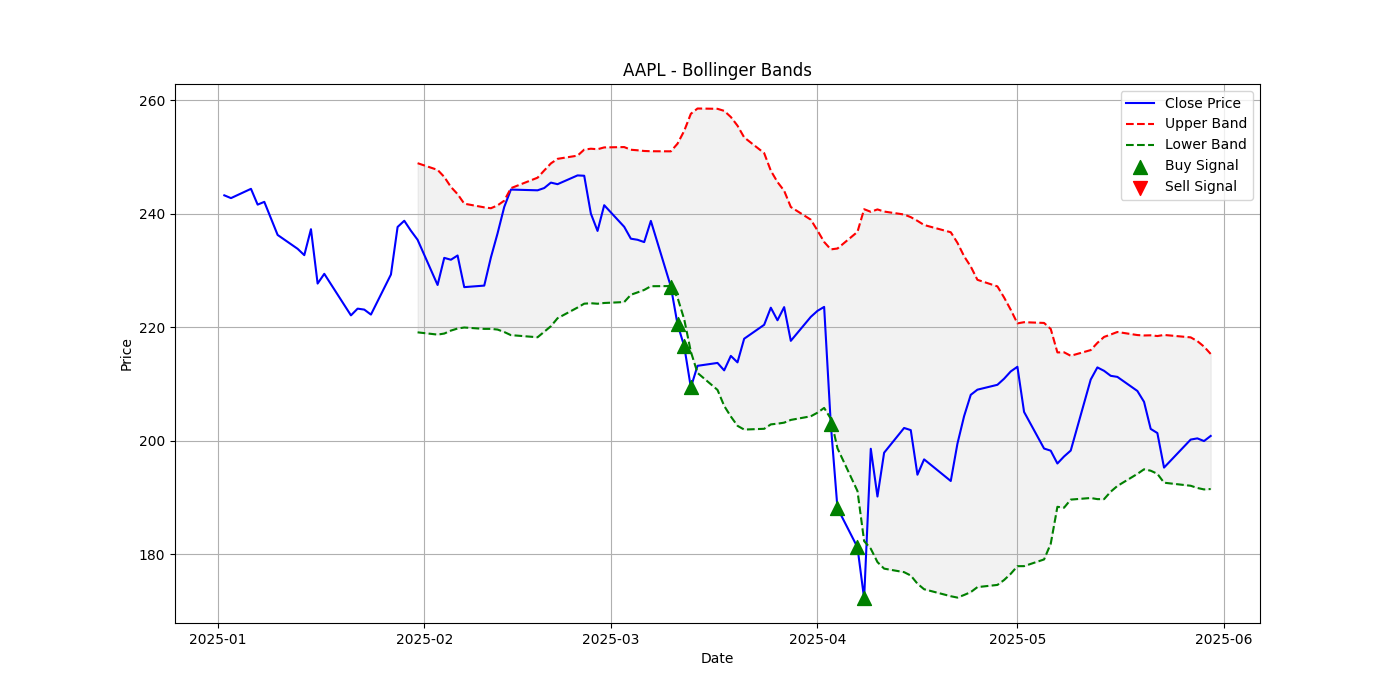 AAPL - Bollinger Bands
Close Price
Upper Band
Lower Band
Buy Signal
Sell Signal
Price
260
240
220
200
180
2025-01 2025-02 2025-03 2025-04 2025-05 2025-06
Date